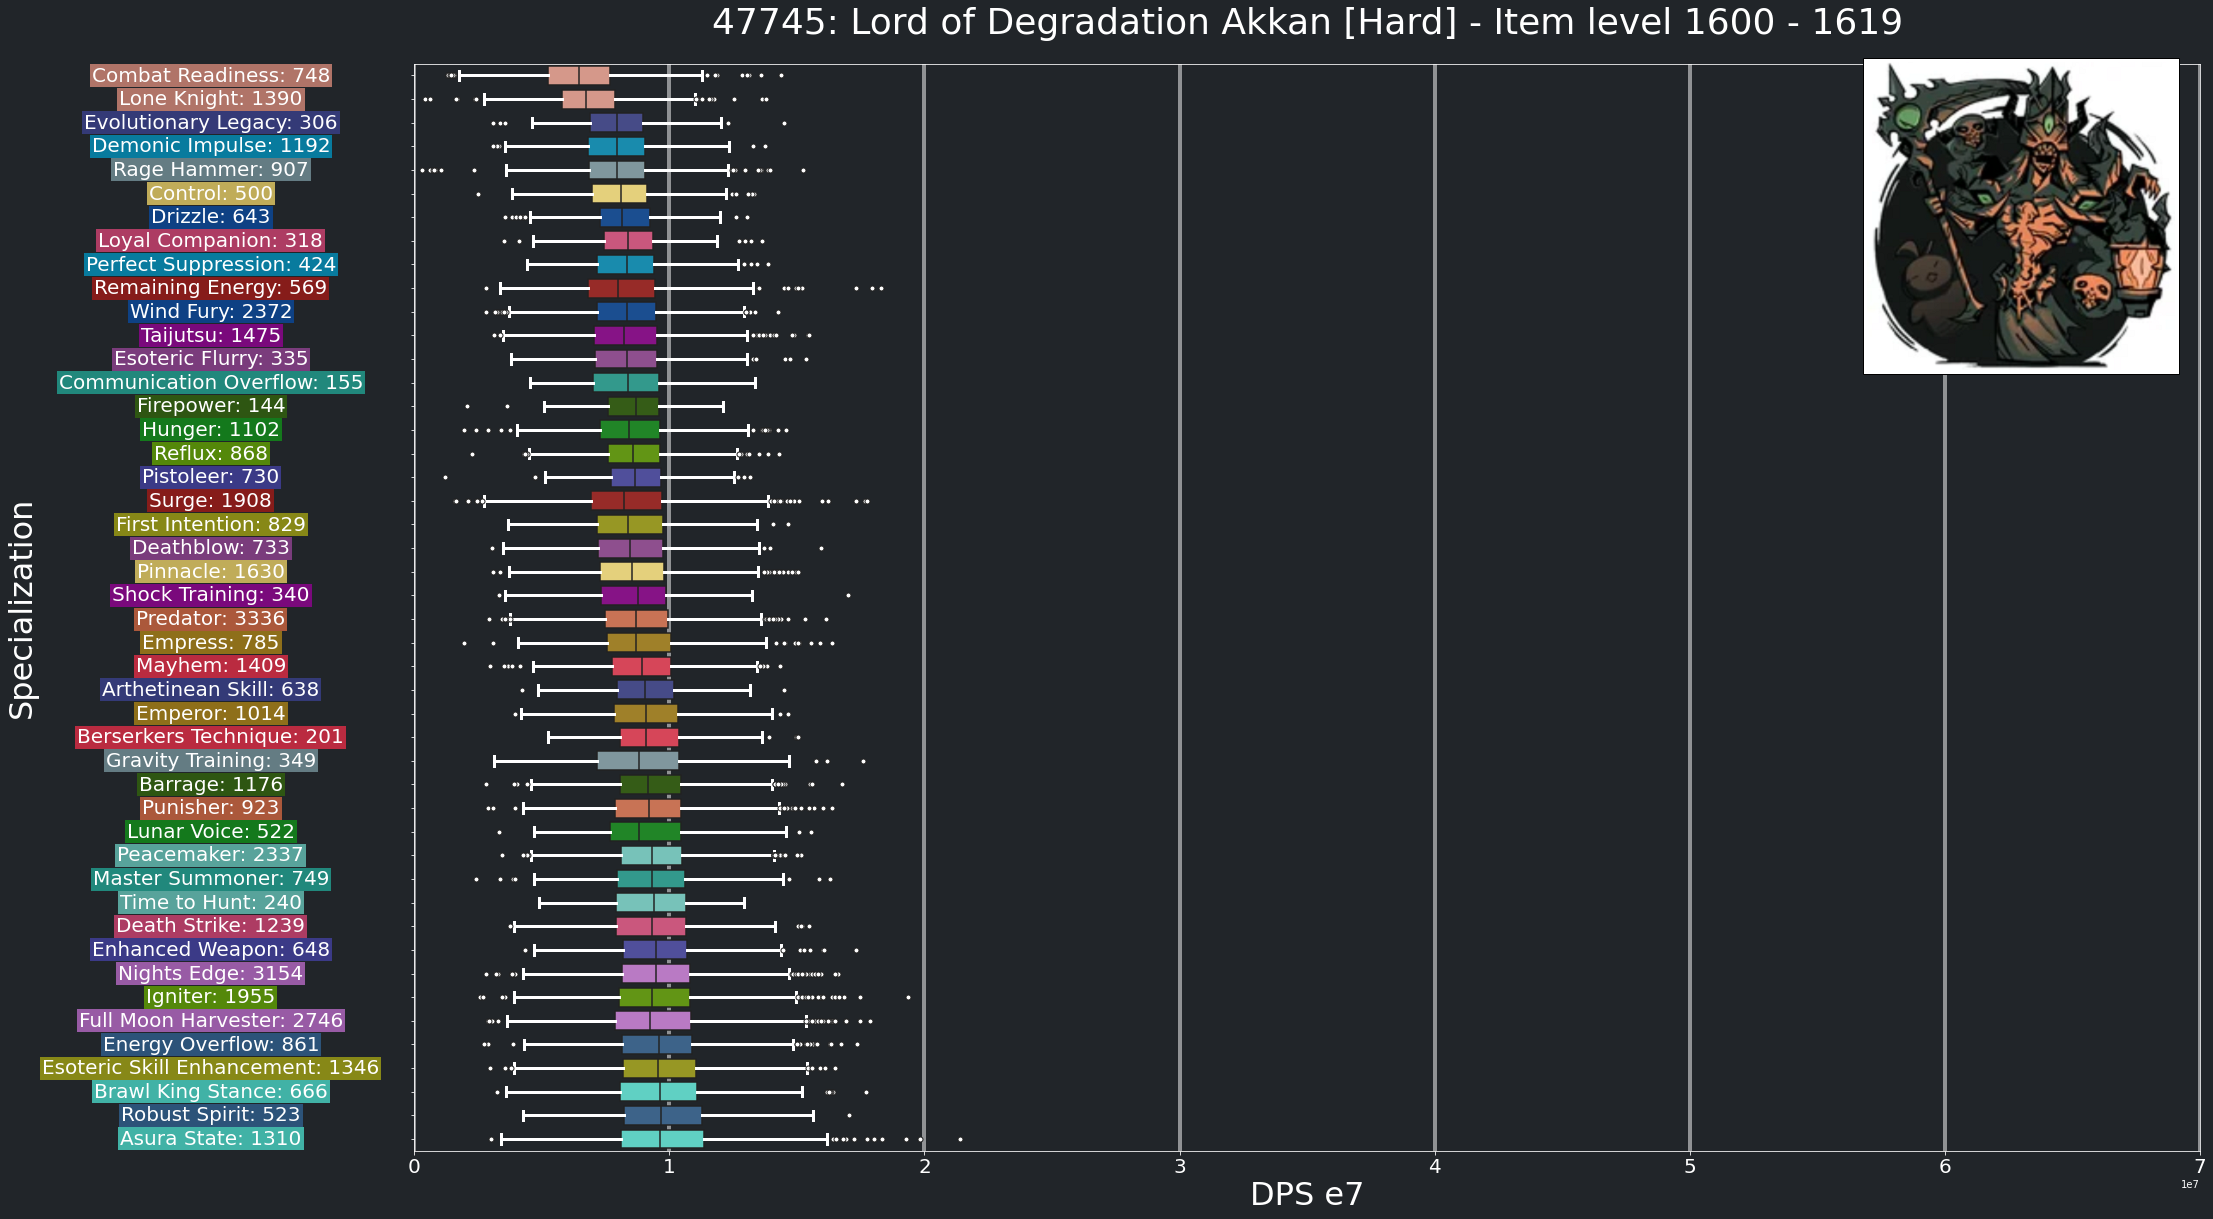 47745: Lord of Degradation Akkan [Hard] - Item level 1600 - 1619
Combat Readiness: 748
Lone Knight: 1390
Evolutionary Legacy: 306
Demonic Impulse: 1192
Rage Hammer: 907
Control: 500
Drizzle: 643
Loyal Companion: 318
Perfect Suppression: 424
Remaining Energy: 569
Wind Fury: 2372
Taijutsu: 1475
Esoteric Flurry: 335
Communication Overflow: 155
Firepower: 144
Hunger: 1102
Reflux: 868
Pistoleer: 730
Surge: 1908
First Intention: 829
Deathblow: 733
Pinnacle: 1630
Shock Training: 340
Predator: 3336
Empress: 785
Mayhem: 1409
Arthetinean Skill: 638
Emperor: 1014
Berserkers Technique: 201
Gravity Training: 349
Barrage: 1176
Punisher: 923
Lunar Voice: 522
Peacemaker: 2337
Master Summoner: 749
Time to Hunt: 240
Death Strike: 1239
Enhanced Weapon: 648
Nights Edge: 3154
Igniter: 1955
Full Moon Harvester: 2746
Energy Overflow: 861
Esoteric Skill Enhancement: 1346
Brawl King Stance: 666
Robust Spirit: 523
Asura State: 1310
Specialization
0 1 2 3 4 5 6 7
1e7
DPS e7